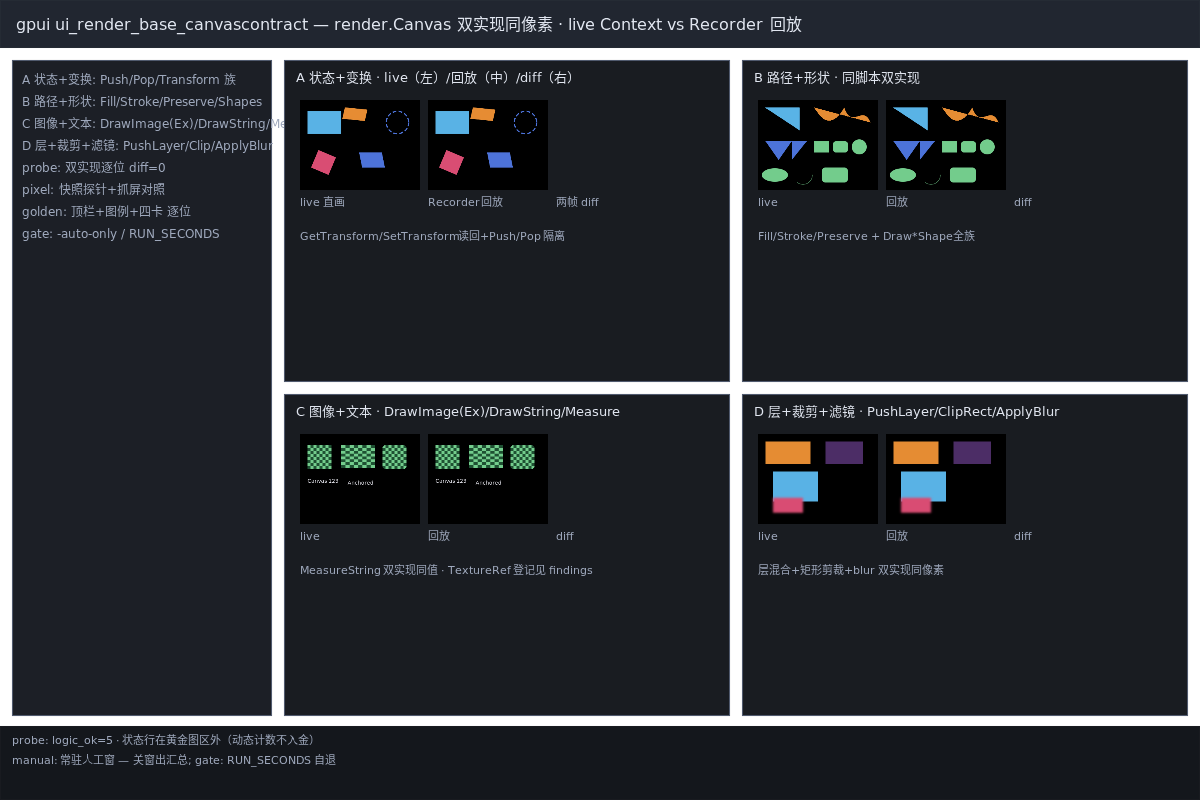 gpui ui_render_base_canvascontract — render.Canvas 双实现同像素 · live Context vs Recorder 回放
A 状态+变换: Push/Pop/Transform 族
B 路径+形状: Fill/Stroke/Preserve/Shapes
C 图像+文本: DrawImage(Ex)/DrawString/Me
D 层+裁剪+滤镜: PushLayer/Clip/ApplyBlur
probe: 双实现逐位 diff=0
pixel: 快照探针+抓屏对照
golden: 顶栏+图例+四卡 逐位
gate: -auto-only / RUN_SECONDS
A 状态+变换 · live（左）/回放（中）/diff（右）
live 直画
Recorder回放
两帧 diff
GetTransform/SetTransform读回+Push/Pop 隔离
B 路径+形状 · 同脚本双实现
live
回放
diff
Fill/Stroke/Preserve + Draw*Shape全族
C 图像+文本 · DrawImage(Ex)/DrawString/Measure
Canvas 123
Anchored
Canvas 123
Anchored
live
回放
diff
MeasureString 双实现同值 · TextureRef 登记见 findings
D 层+裁剪+滤镜 · PushLayer/ClipRect/ApplyBlur
live
回放
diff
层混合+矩形剪裁+blur 双实现同像素
probe: logic_ok=5 · 状态行在黄金图区外（动态计数不入金）
manual: 常驻人工窗 — 关窗出汇总; gate: RUN_SECONDS 自退